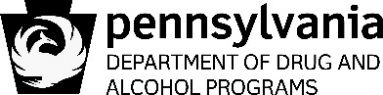 pennsylvania
DEPARTMENT OF DRUG AND
ALCOHOL PROGRAMS